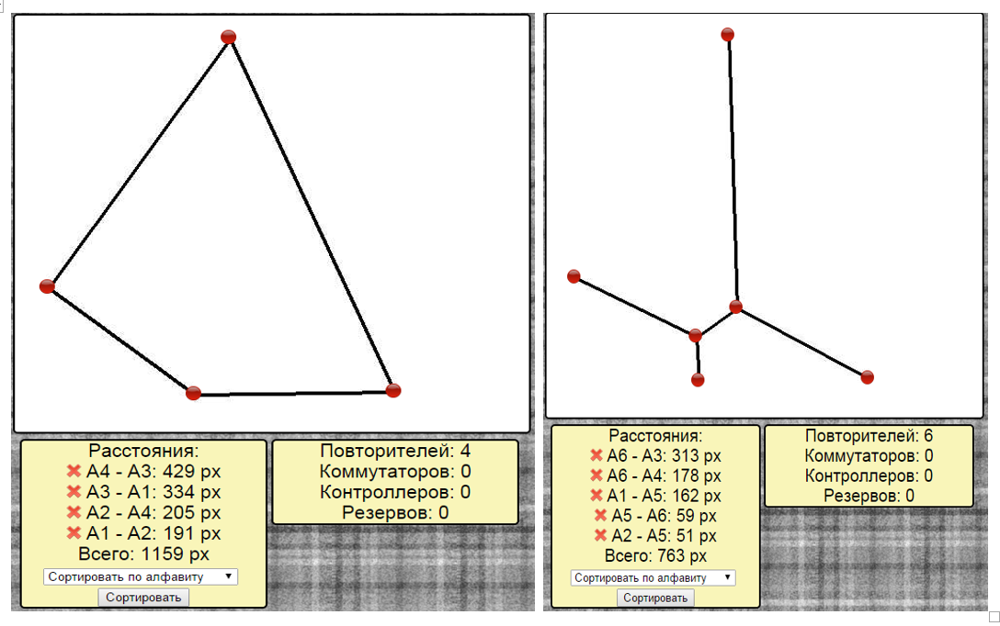 Расстояния:
A4 - A3: 429 px
A3 - A1: 334 px
A2 - A4: 205 px
A1 - A2: 191 px
Всего: 1159 px
Сортировать по алфавиту
Сортировать
Повторителей: 4
Коммутаторов: 0
Контроллеров: 0
Резервов: 0
Расстояния:
A6 - A3: 313 px
A6 - A4: 178 px
A1 - A5: 162 px
A5 - A6: 59 px
A2 - A5: 51 px
Всего: 763 px
Сортировать по алфавиту
Сортировать
Повторителей: 6
Коммутаторов: 0
Контроллеров: 0
Резервов: 0